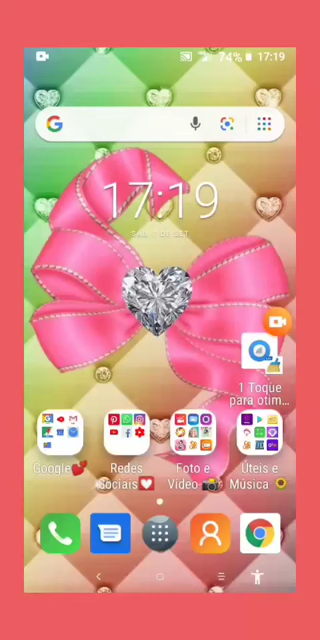 74% 17:19
17:19
1 Toque
para otim...
Google💕
Redes
Sociais💟
Foto e
Vídeo📸
Úteis e
Música 🌻